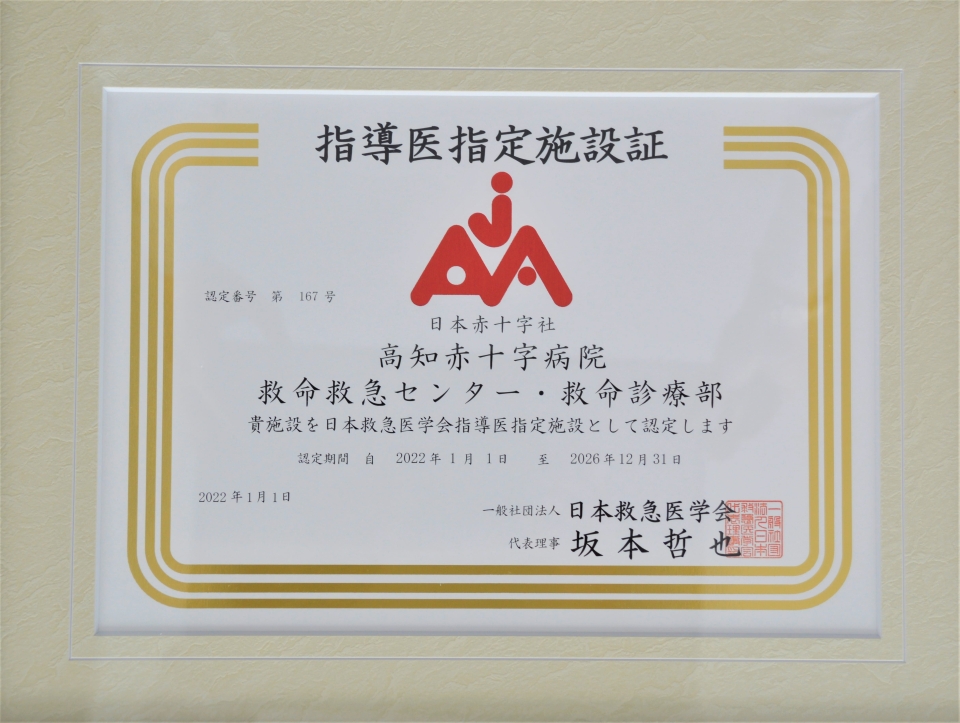 指導医指定施設証
認定番号 第 167 号
日本赤十字社
高知赤十字病院
救命救急センター・救命診療部
貴施設を日本救急医学会指導医指定施設として認定します
認定期間 自 2022年1月1日 至 2026年12月31日
2022年1月1日
一般社団法人 日本救急医学会
代表理事 坂本哲也